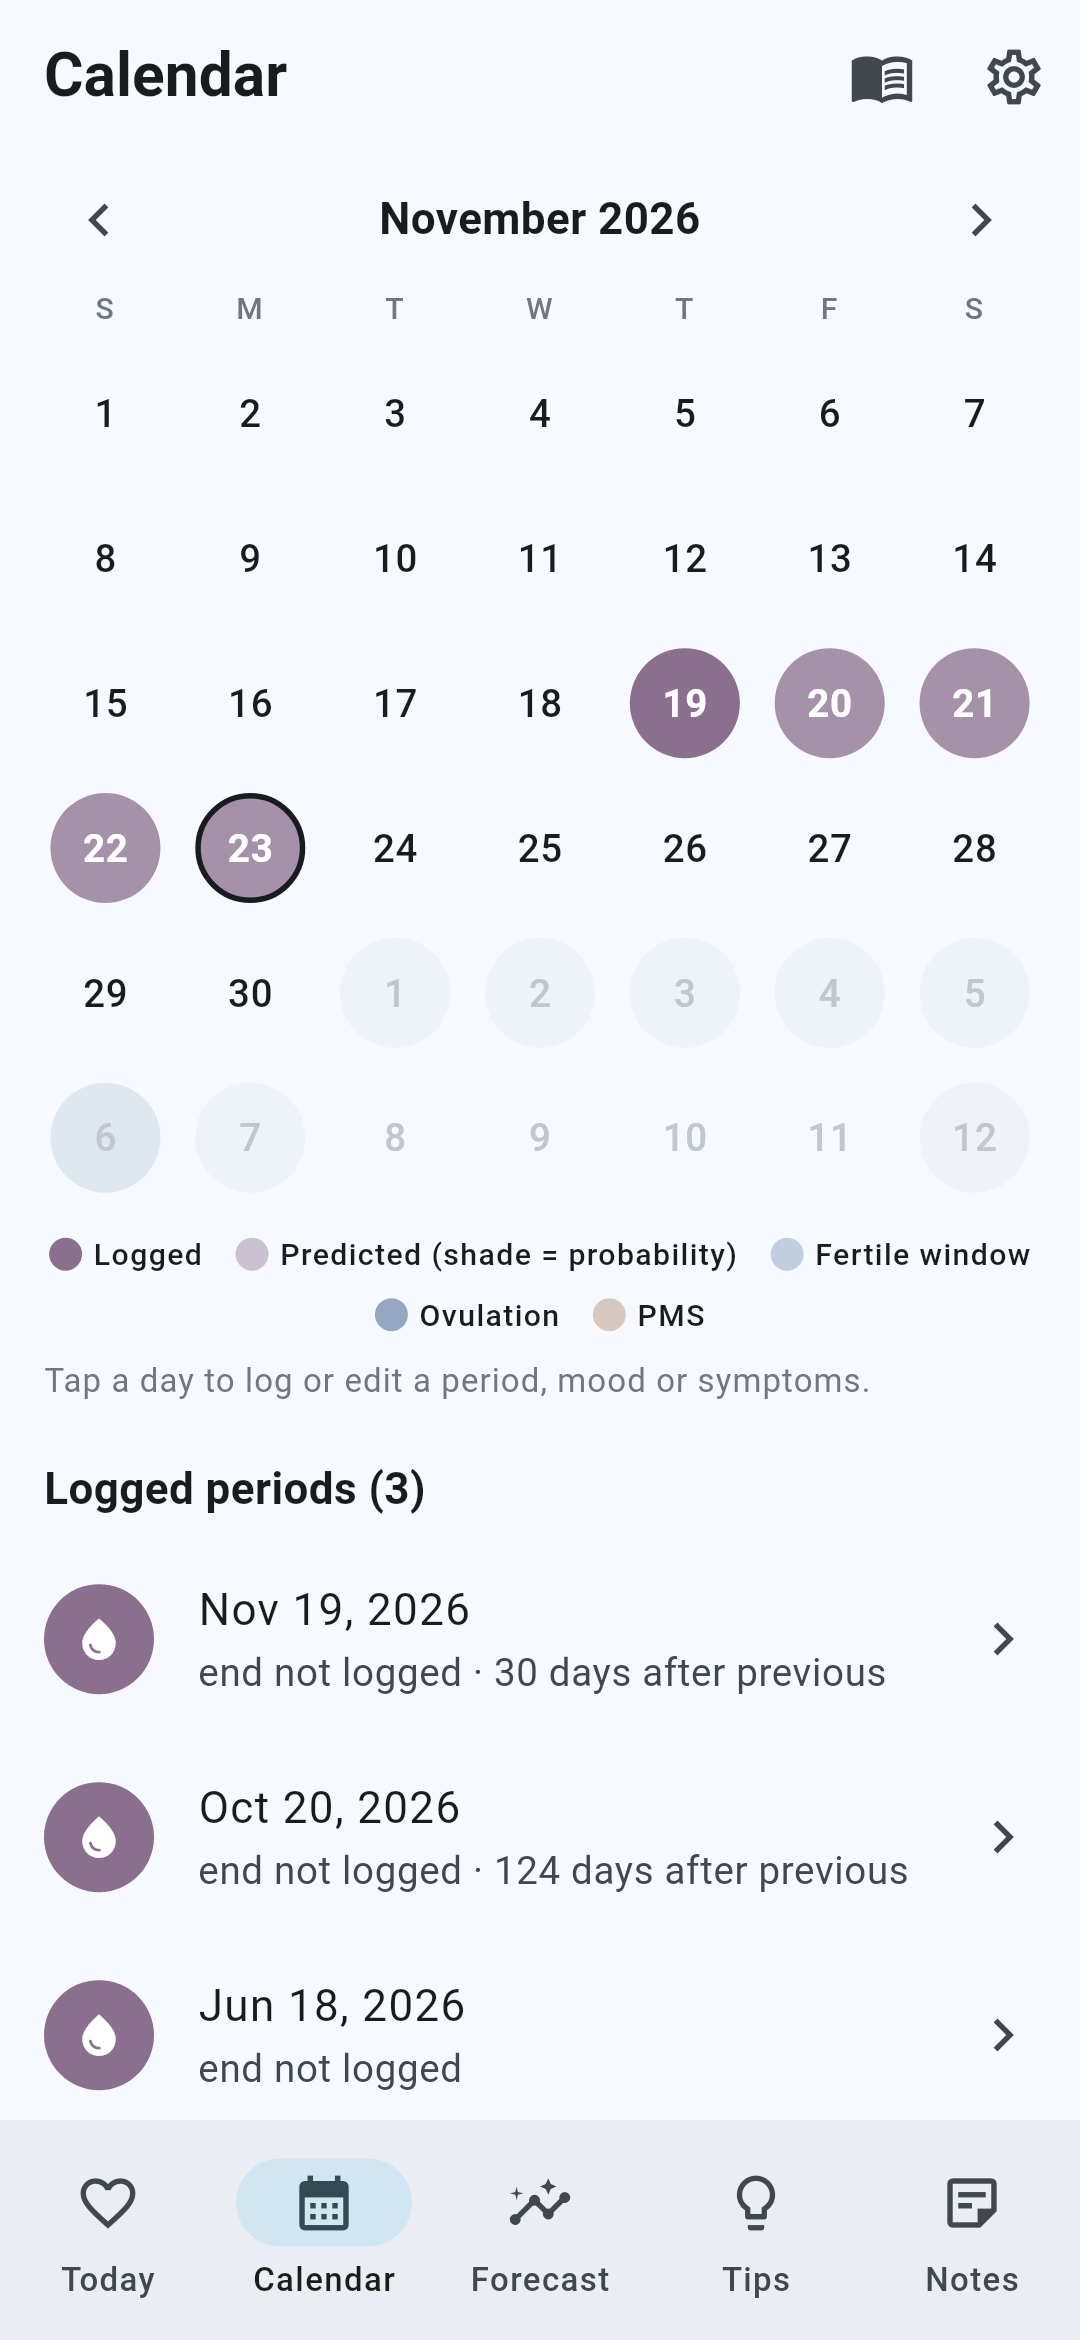 Calendar
November 2026
S M T W T F S
1 2 3 4 5 6 7
8 9 10 11 12 13 14
15 16 17 18 19 20 21
22 23 24 25 26 27 28
29 30 1 2 3 4 5
6 7 8 9 10 11 12
Logged Predicted (shade = probability) Fertile window
Ovulation PMS
Tap a day to log or edit a period, mood or symptoms.
Logged periods (3)
Nov 19, 2026
end not logged · 30 days after previous
Oct 20, 2026
end not logged · 124 days after previous
Jun 18, 2026
end not logged
Today Calendar Forecast Tips Notes